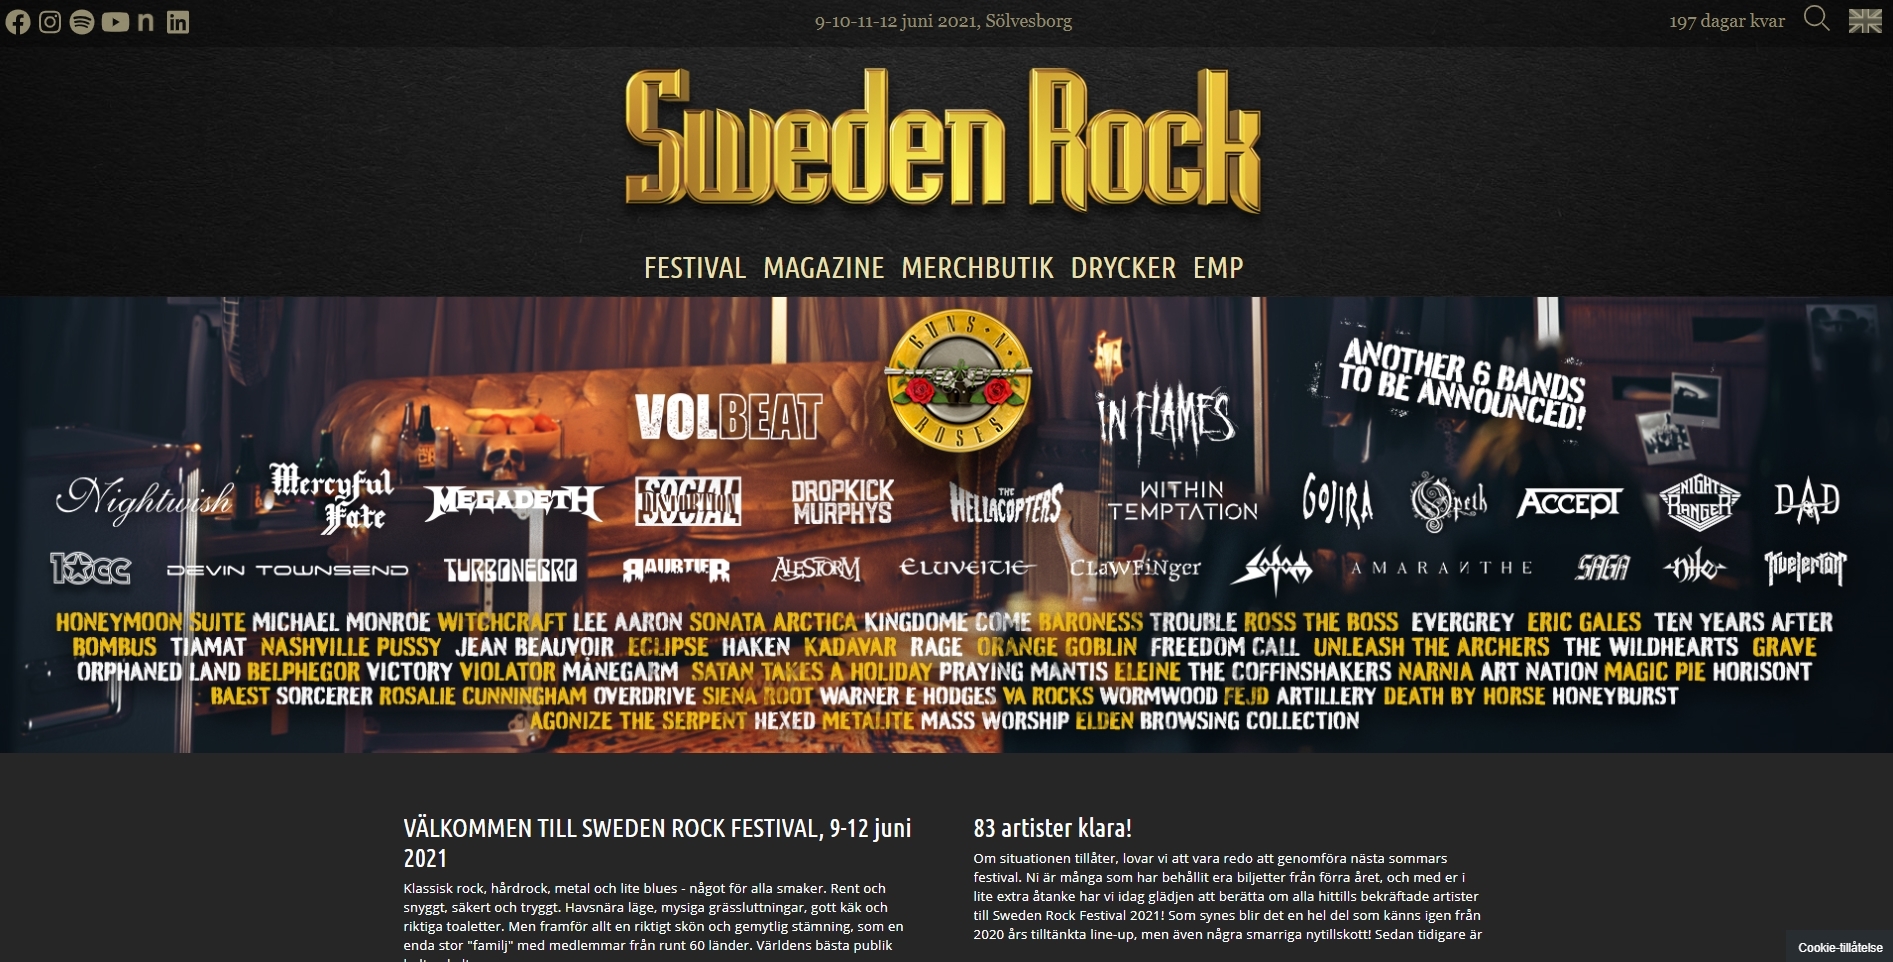 9-10-11-12 juni 2021, Sölvesborg
197 dagar kvar
Sweden Rock
FESTIVAL MAGAZINE MERCHBUTIK DRYCKER EMP
GUNS N' ROSES
ANOTHER 6 BANDS
TO BE ANNOUNCED!
VOLBEAT
IN FLAMES
Nightwish Mercyful Fate MEGADETH SOCIAL DISTORTION DROPKICK MURPHYS THE HELLACOPTERS WITHIN TEMPTATION GOJIRA Opeth ACCEPT NIGHT RANGER DAD
10cc DEVIN TOWNSEND TURBONEGRO RAUBTIER ALESTORM ELUVEITIE CLAWFINGER SODOM AMARANTHE SAGA NILE KVELERTAK
HONEYMOON SUITE MICHAEL MONROE WITCHCRAFT LEE AARON SONATA ARCTICA KINGDOME COME BARONESS TROUBLE ROSS THE BOSS EVERGREY ERIC GALES TEN YEARS AFTER
BOMBUS TIAMAT NASHVILLE PUSSY JEAN BEAUVOIR ECLIPSE HAKEN KADAVAR RAGE ORANGE GOBLIN FREEDOM CALL UNLEASH THE ARCHERS THE WILDHEARTS GRAVE
ORPHANED LAND BELPHEGOR VICTORY VIOLATOR MÅNEGARM SATAN TAKES A HOLIDAY PRAYING MANTIS ELEINE THE COFFINSHAKERS NARNIA ART NATION MAGIC PIE HORISONT
BAEST SORCERER ROSALIE CUNNINGHAM OVERDRIVE SIENA ROOT WARNER E HODGES VA ROCKS WORMWOOD FEJD ARTILLERY DEATH BY HORSE HONEYBURST
AGONIZE THE SERPENT HEXED METALITE MASS WORSHIP ELDEN BROWSING COLLECTION
VÄLKOMMEN TILL SWEDEN ROCK FESTIVAL, 9-12 juni
2021
Klassisk rock, hårdrock, metal och lite blues - något för alla smaker. Rent och
snyggt, säkert och tryggt. Havsnära läge, mysiga grässluttningar, gott käk och
riktiga toaletter. Men framför allt en riktigt skön och gemytlig stämning, som en
enda stor "familj" med medlemmar från runt 60 länder. Världens bästa publik
83 artister klara!
Om situationen tillåter, lovar vi att vara redo att genomföra nästa sommars
festival. Ni är många som har behållit era biljetter från förra året, och med er i
lite extra åtanke har vi idag glädjen att berätta om alla hittills bekräftade artister
till Sweden Rock Festival 2021! Som synes blir det en hel del som känns igen från
2020 års tilltänkta line-up, men även några smarriga nytillskott! Sedan tidigare är
Cookie-tillåtelse